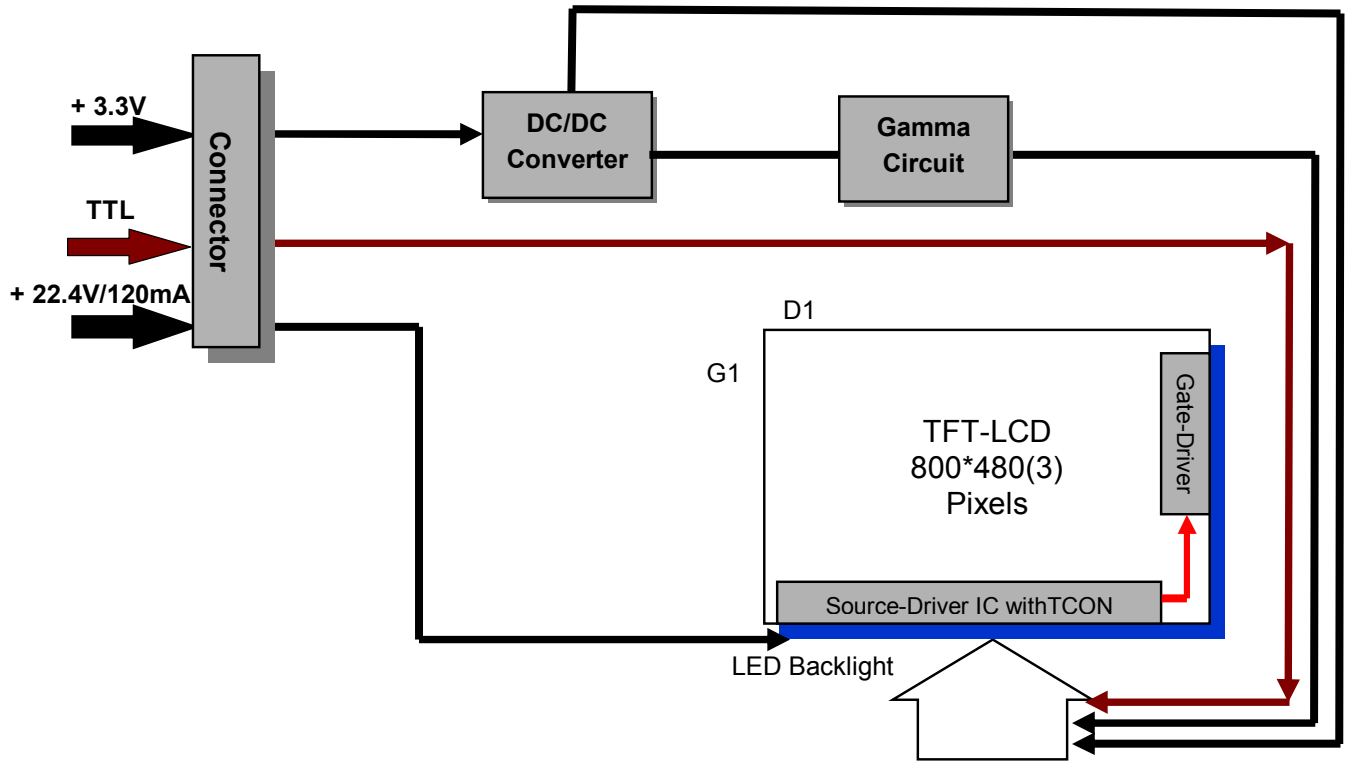 + 3.3V
Connector
DC/DC
Converter
Gamma
Circuit
TTL
+ 22.4V/120mA
D1
G1
Gate-Driver
TFT-LCD
800*480(3)
Pixels
Source-Driver IC withTCON
LED Backlight